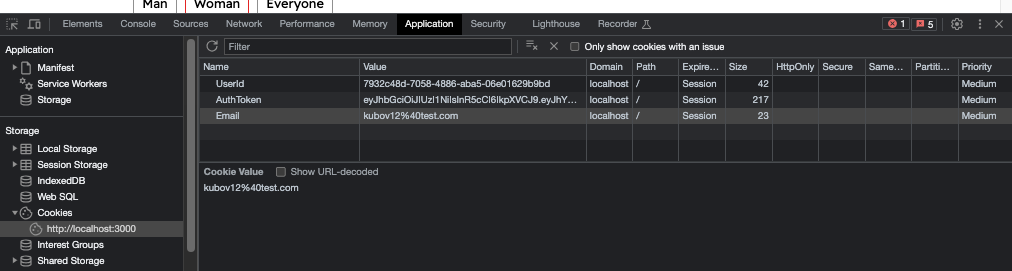 Man Woman Everyone
Elements Console Sources Network Performance Memory Application Security Lighthouse Recorder 1 5
Application
Manifest
Service Workers
Storage
Storage
Local Storage
Session Storage
IndexedDB
Web SQL
Cookies
http://localhost:3000
Interest Groups
Shared Storage
Filter Only show cookies with an issue
Name Value Domain Path Expire... Size HttpOnly Secure Same... Partiti... Priority
UserId 7932c48d-7058-4886-aba5-06e01629b9bd localhost / Session 42 Medium
AuthToken eyJhbGciOiJIUzI1NiIsInR5cCI6IkpXVCJ9.eyJhY... localhost / Session 217 Medium
Email kubov12%40test.com localhost / Session 23 Medium
Cookie Value Show URL-decoded
kubov12%40test.com